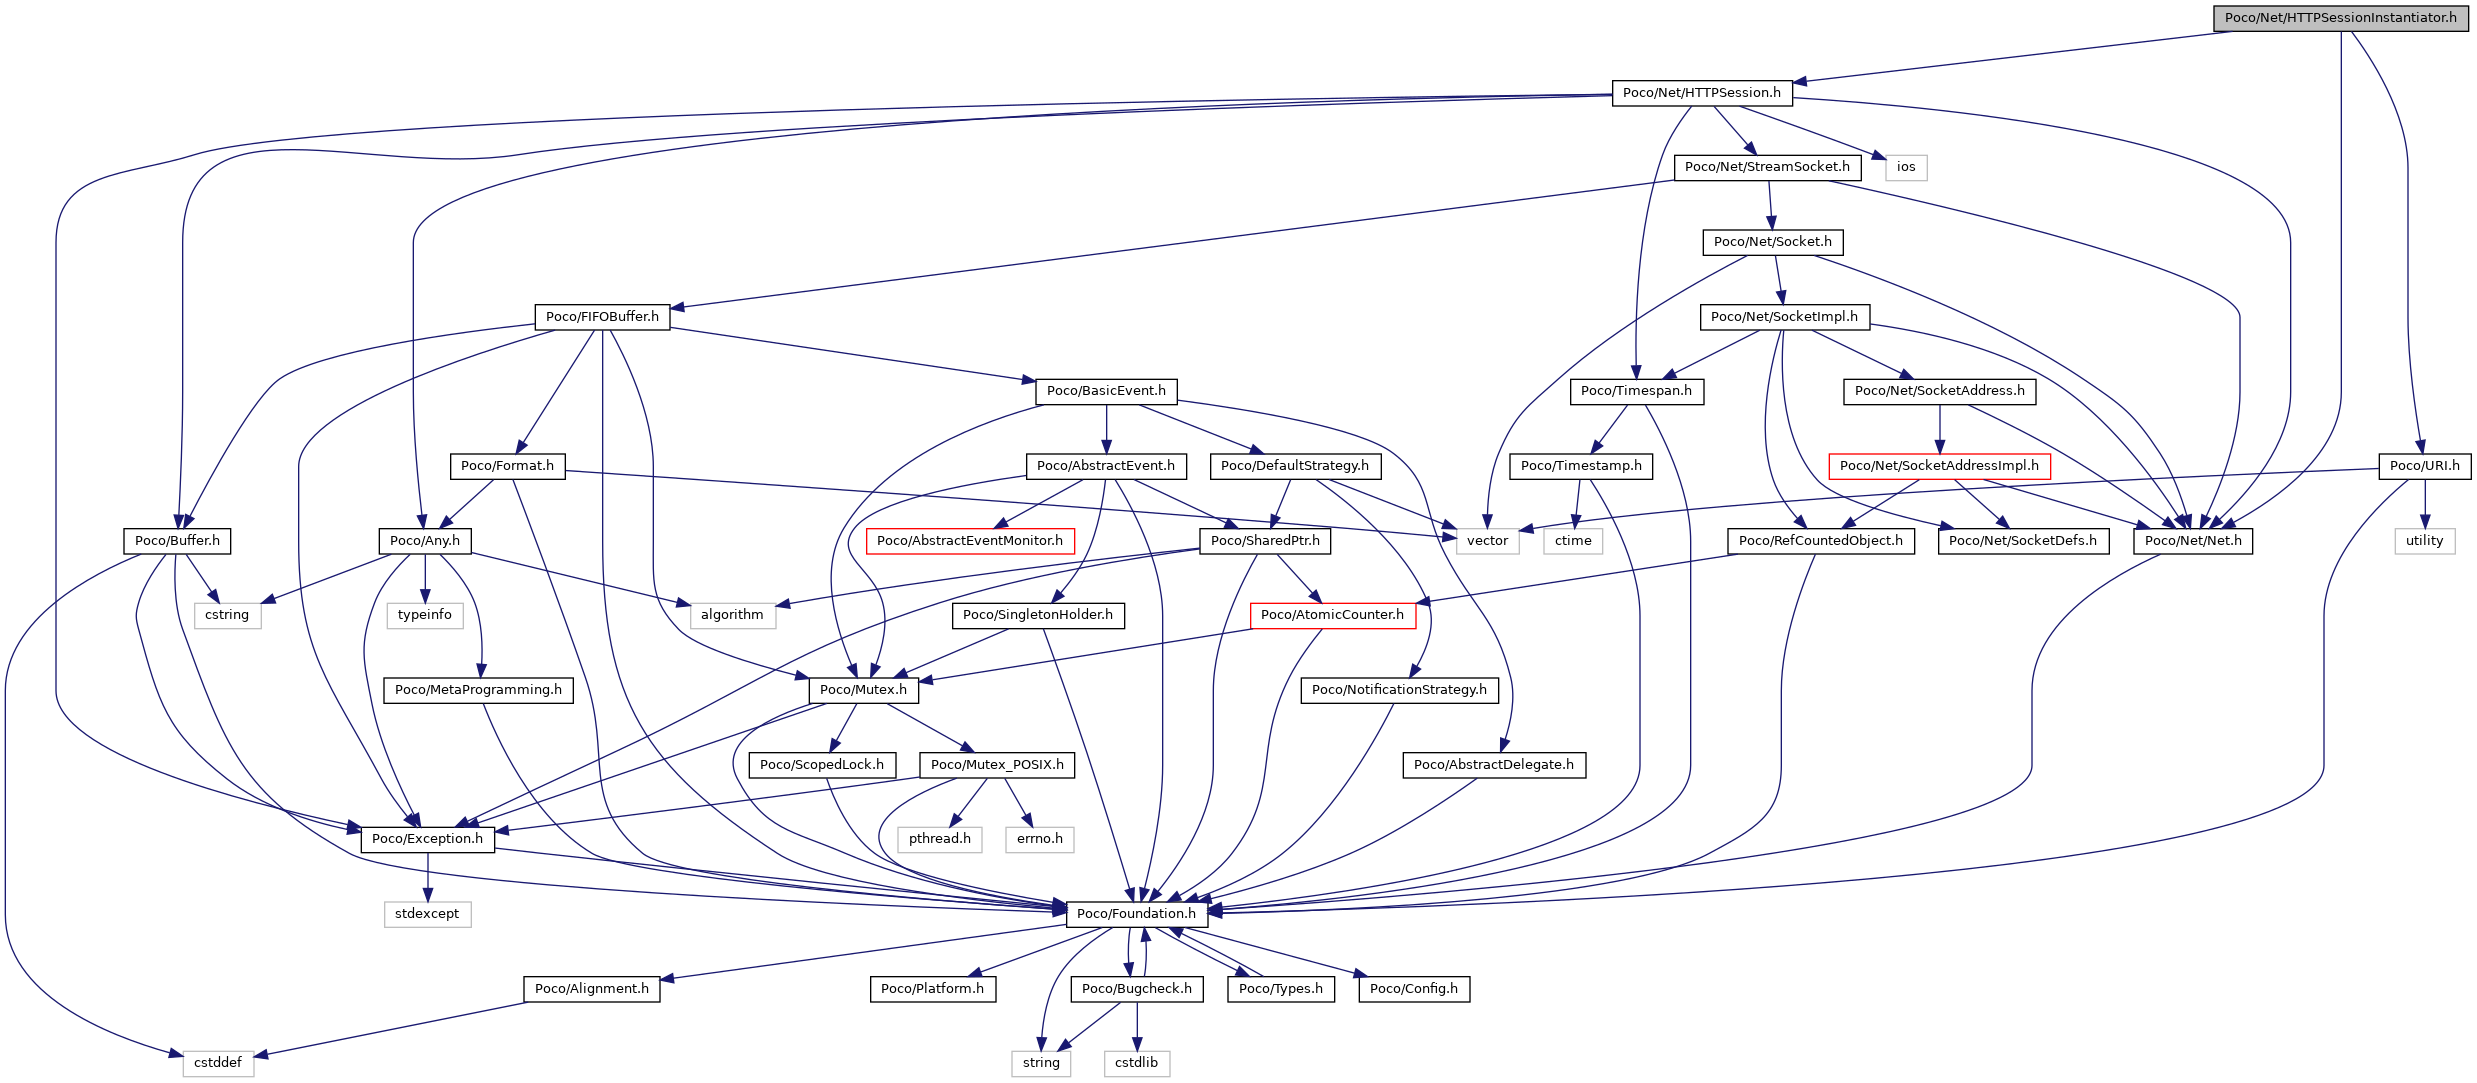 Poco/Net/HTTPSessionInstantiator.h
Poco/Net/HTTPSession.h
Poco/Net/StreamSocket.h
ios
Poco/Net/Socket.h
Poco/FIFOBuffer.h
Poco/Net/SocketImpl.h
Poco/BasicEvent.h
Poco/Timespan.h
Poco/Net/SocketAddress.h
Poco/Format.h
Poco/AbstractEvent.h
Poco/DefaultStrategy.h
Poco/Timestamp.h
Poco/Net/SocketAddressImpl.h
Poco/URI.h
Poco/Buffer.h
Poco/Any.h
Poco/AbstractEventMonitor.h
Poco/SharedPtr.h
vector
ctime
Poco/RefCountedObject.h
Poco/Net/SocketDefs.h
Poco/Net/Net.h
utility
cstring
typeinfo
algorithm
Poco/SingletonHolder.h
Poco/AtomicCounter.h
Poco/MetaProgramming.h
Poco/Mutex.h
Poco/NotificationStrategy.h
Poco/ScopedLock.h
Poco/Mutex_POSIX.h
Poco/AbstractDelegate.h
Poco/Exception.h
pthread.h
errno.h
stdexcept
Poco/Foundation.h
Poco/Alignment.h
Poco/Platform.h
Poco/Bugcheck.h
Poco/Types.h
Poco/Config.h
cstddef
string
cstdlib